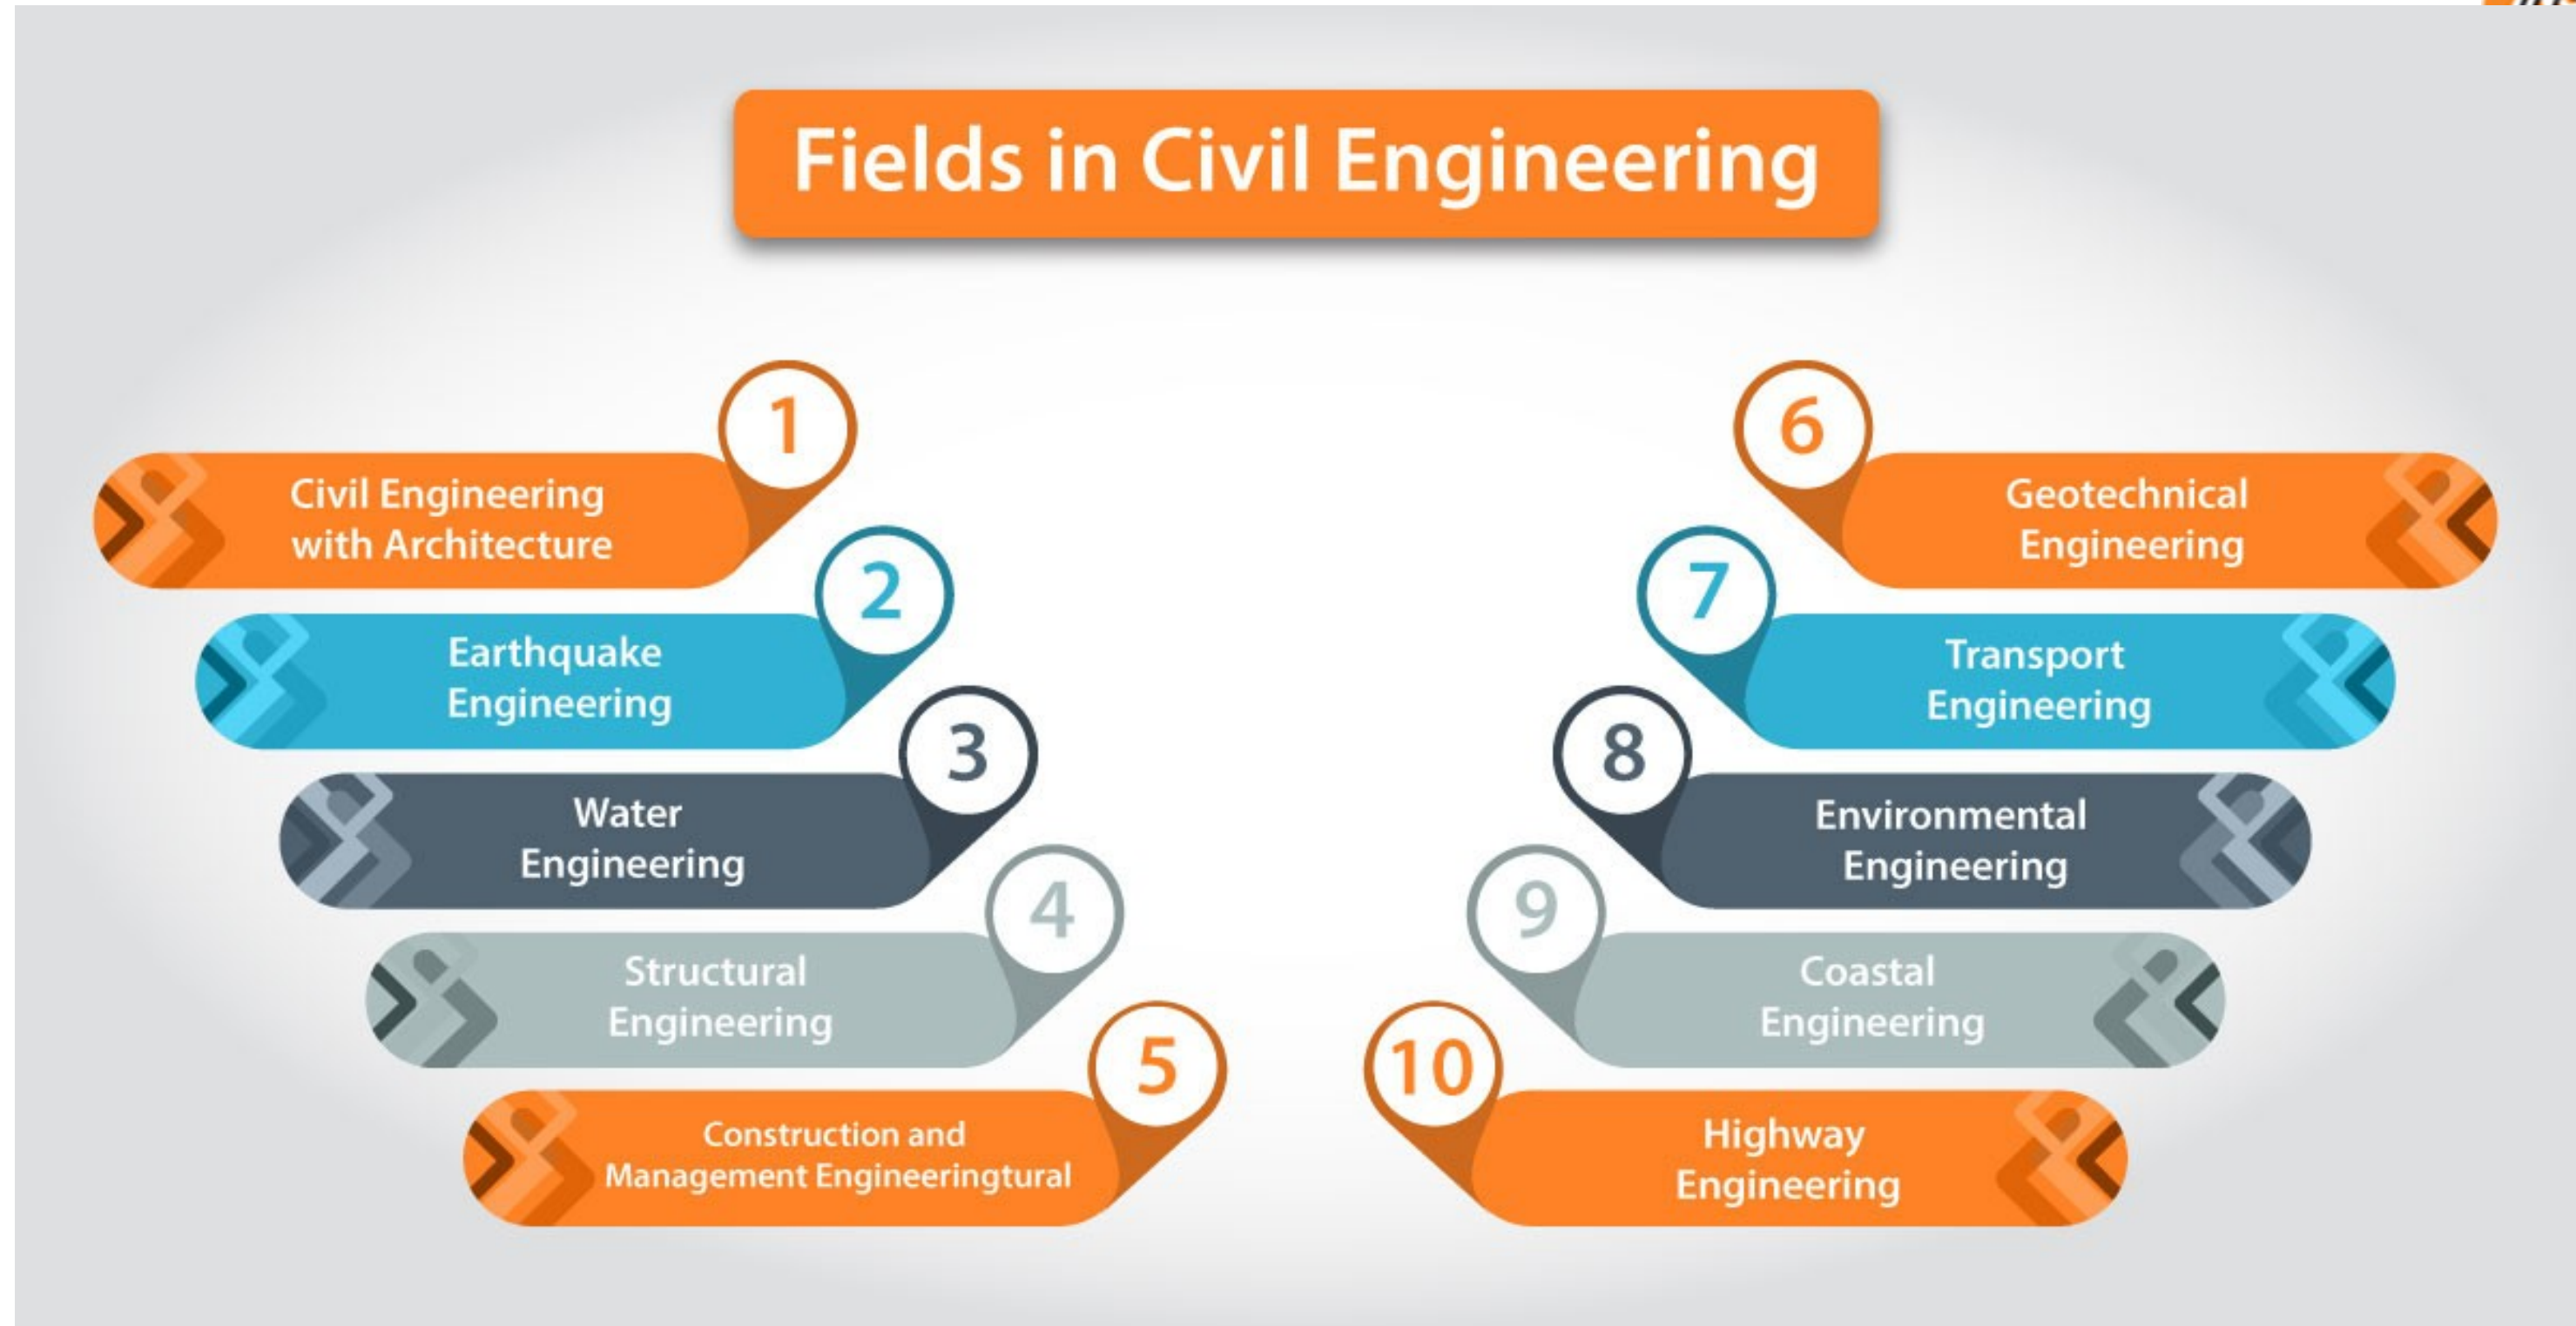 Fields in Civil Engineering
1
Civil Engineering
with Architecture
2
Earthquake
Engineering
3
Water
Engineering
4
Structural
Engineering
5
Construction and
Management Engineeringtural
6
Geotechnical
Engineering
7
Transport
Engineering
8
Environmental
Engineering
9
Coastal
Engineering
10
Highway
Engineering